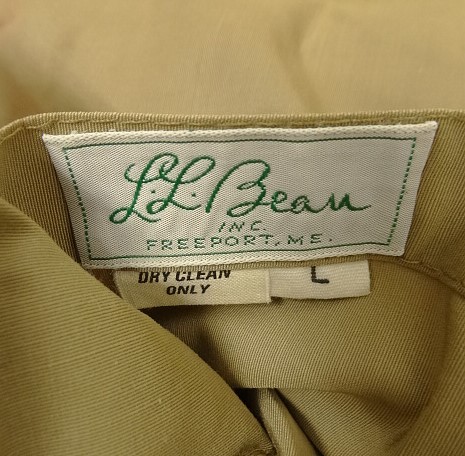 L.L.Bean
INC.
FREEPORT, ME.
DRY CLEAN
ONLY
L